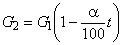 G₂ = G₁(1 − α/100 t)